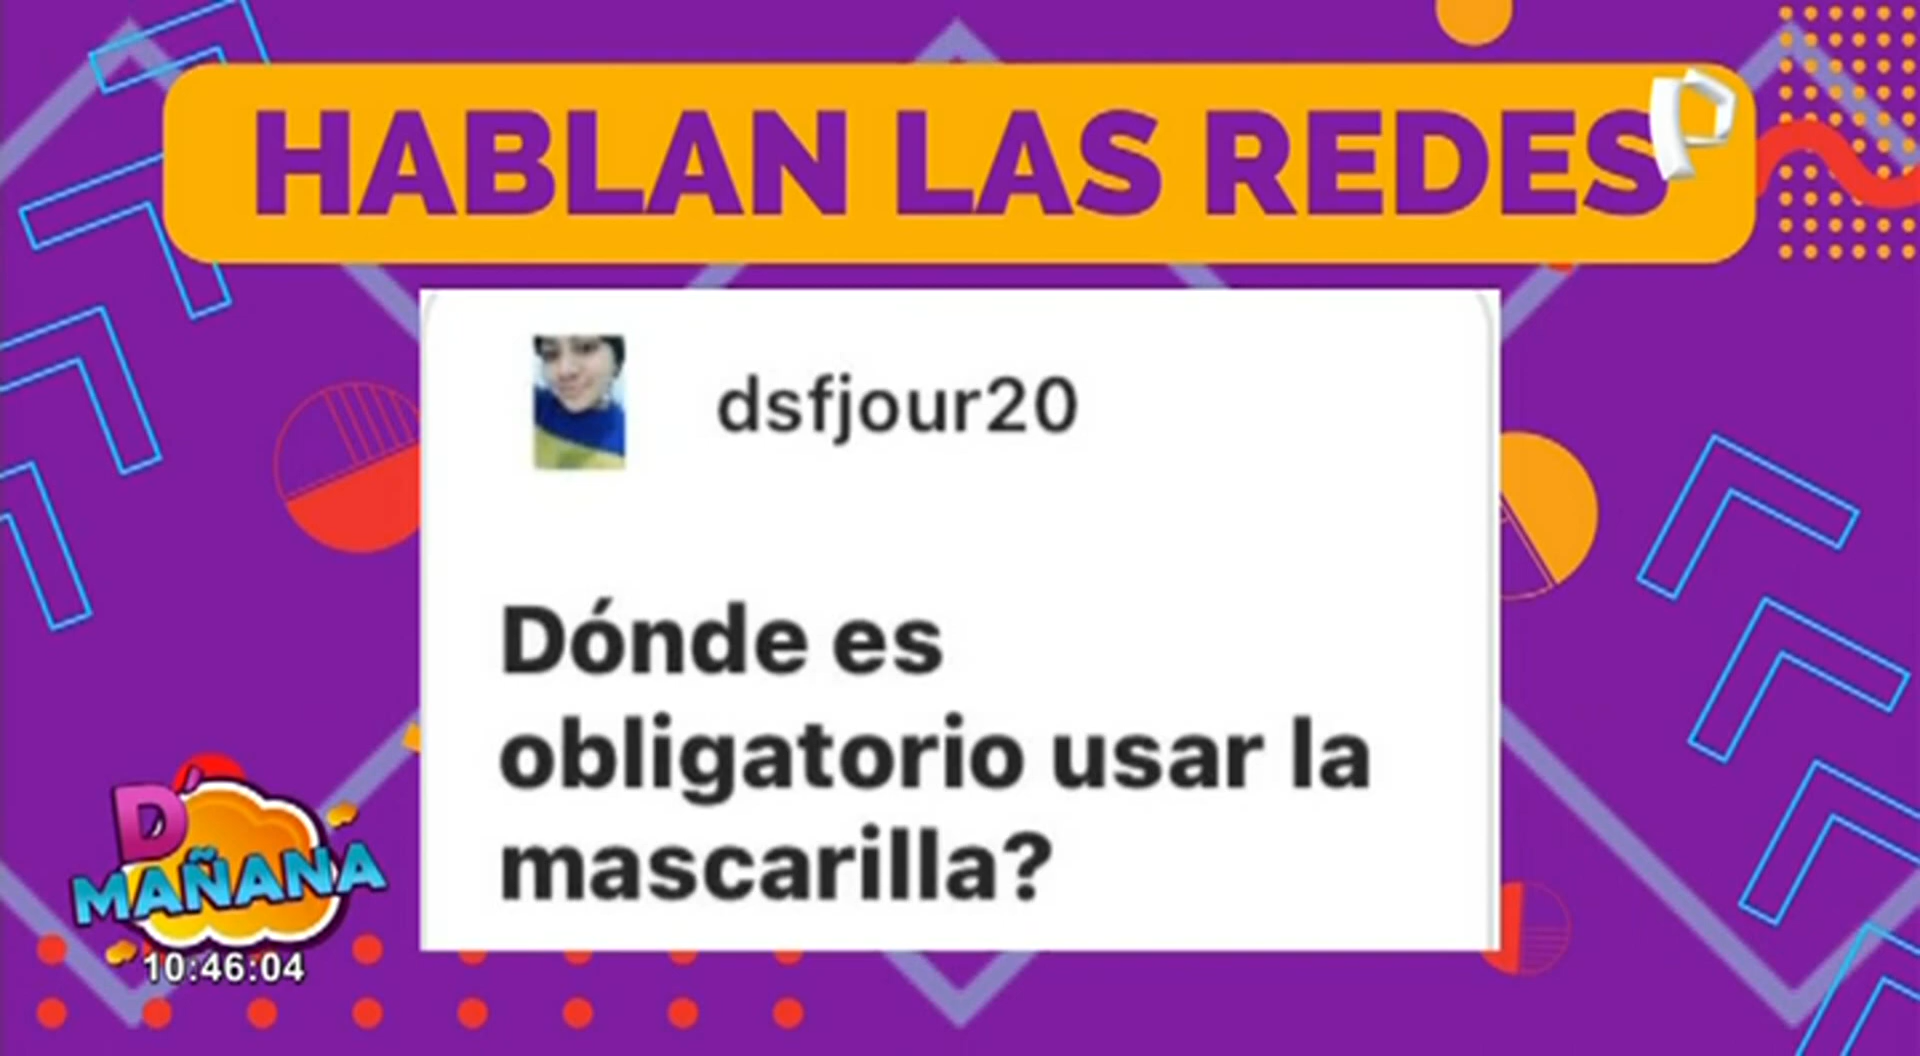 HABLAN LAS REDES
dsfjour20
Dónde es
obligatorio usar la
mascarilla?
D'
MAÑANA
10:46:04